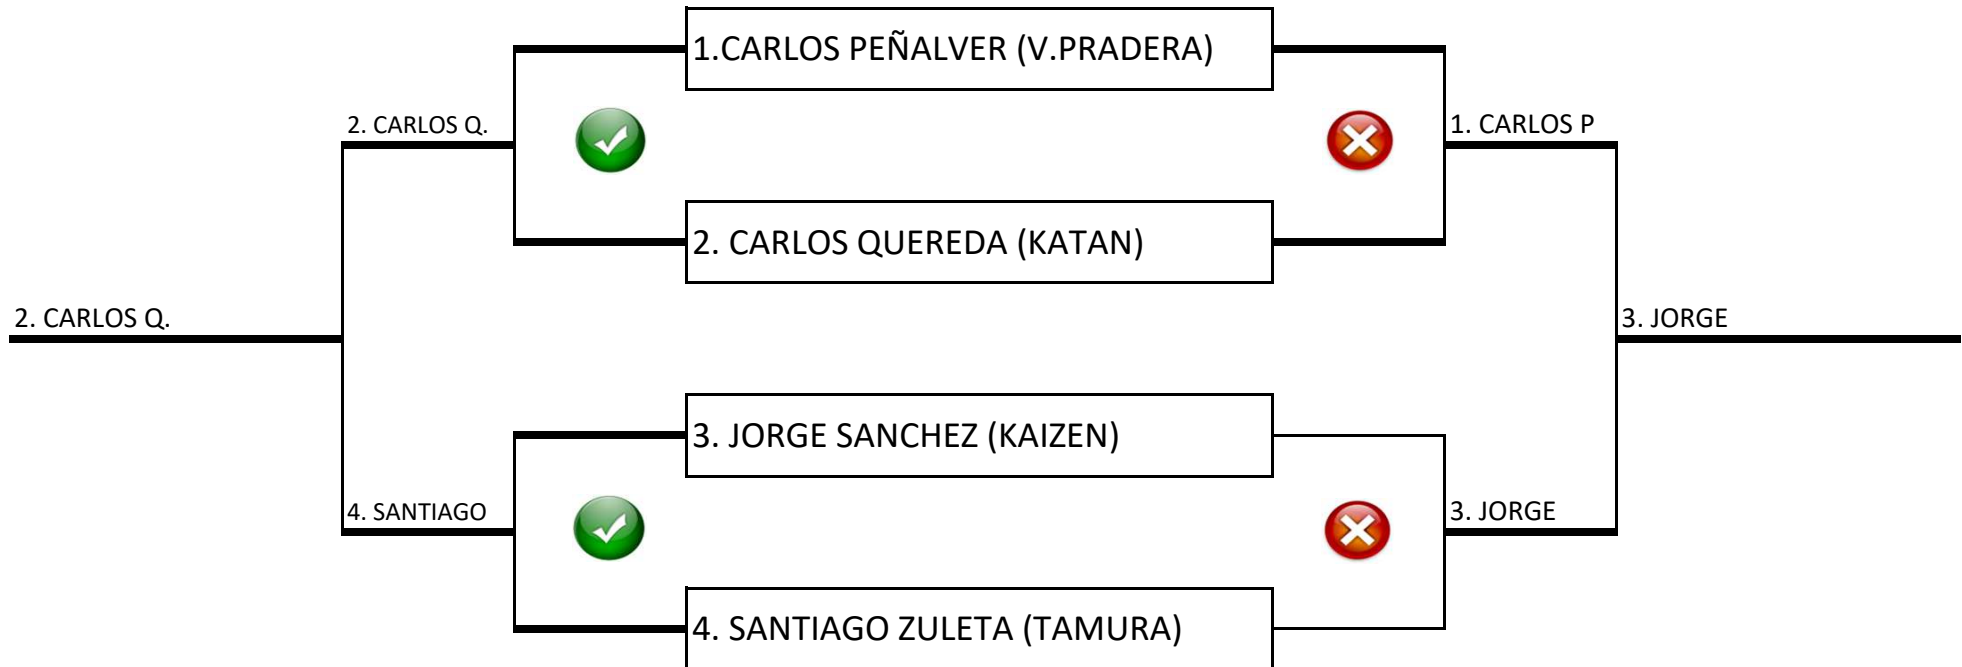 1.CARLOS PEÑALVER (V.PRADERA)
2. CARLOS Q.
1. CARLOS P
2. CARLOS QUEREDA (KATAN)
2. CARLOS Q.
3. JORGE
3. JORGE SANCHEZ (KAIZEN)
4. SANTIAGO
3. JORGE
4. SANTIAGO ZULETA (TAMURA)